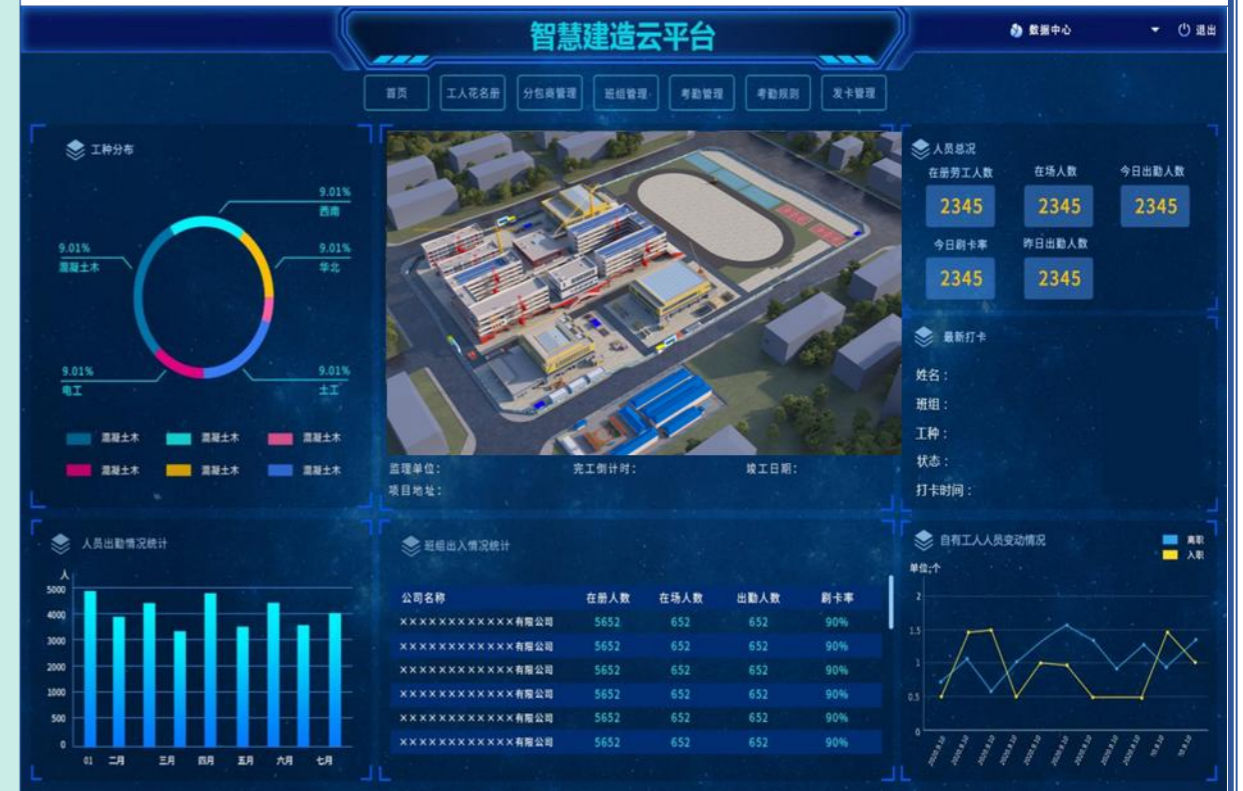 智慧建造云平台
数据中心 退出
首页 工人花名册 分包商管理 班组管理 考勤管理 考勤规则 发卡管理
工种分布
9.01%
西南
9.01%
混凝土木
9.01%
华北
9.01%
电工
9.01%
土工
混凝土木 混凝土木 混凝土木
混凝土木 混凝土木 混凝土木
监理单位: 完工倒计时: 竣工日期:
项目地址:
人员总况
在册劳工人数 在场人数 今日出勤人数
2345 2345 2345
今日刷卡率 昨日出勤人数
2345 2345
最新打卡
姓名:
班组:
工种:
状态:
打卡时间:
人员出勤情况统计
人
5000
4000
3000
2000
1000
500
0
01 二月 三月 四月 五月 六月 七月
班组出入情况统计
公司名称 在册人数 在场人数 出勤人数 刷卡率
××××××××××××有限公司 5652 652 652 90%
××××××××××××有限公司 5652 652 652 90%
××××××××××××有限公司 5652 652 652 90%
××××××××××××有限公司 5652 652 652 90%
××××××××××××有限公司 5652 652 652 90%
××××××××××××有限公司 5652 652 652 90%
自有工人人员变动情况
离职
入职
单位:个
2
1.5
1
0.5
0